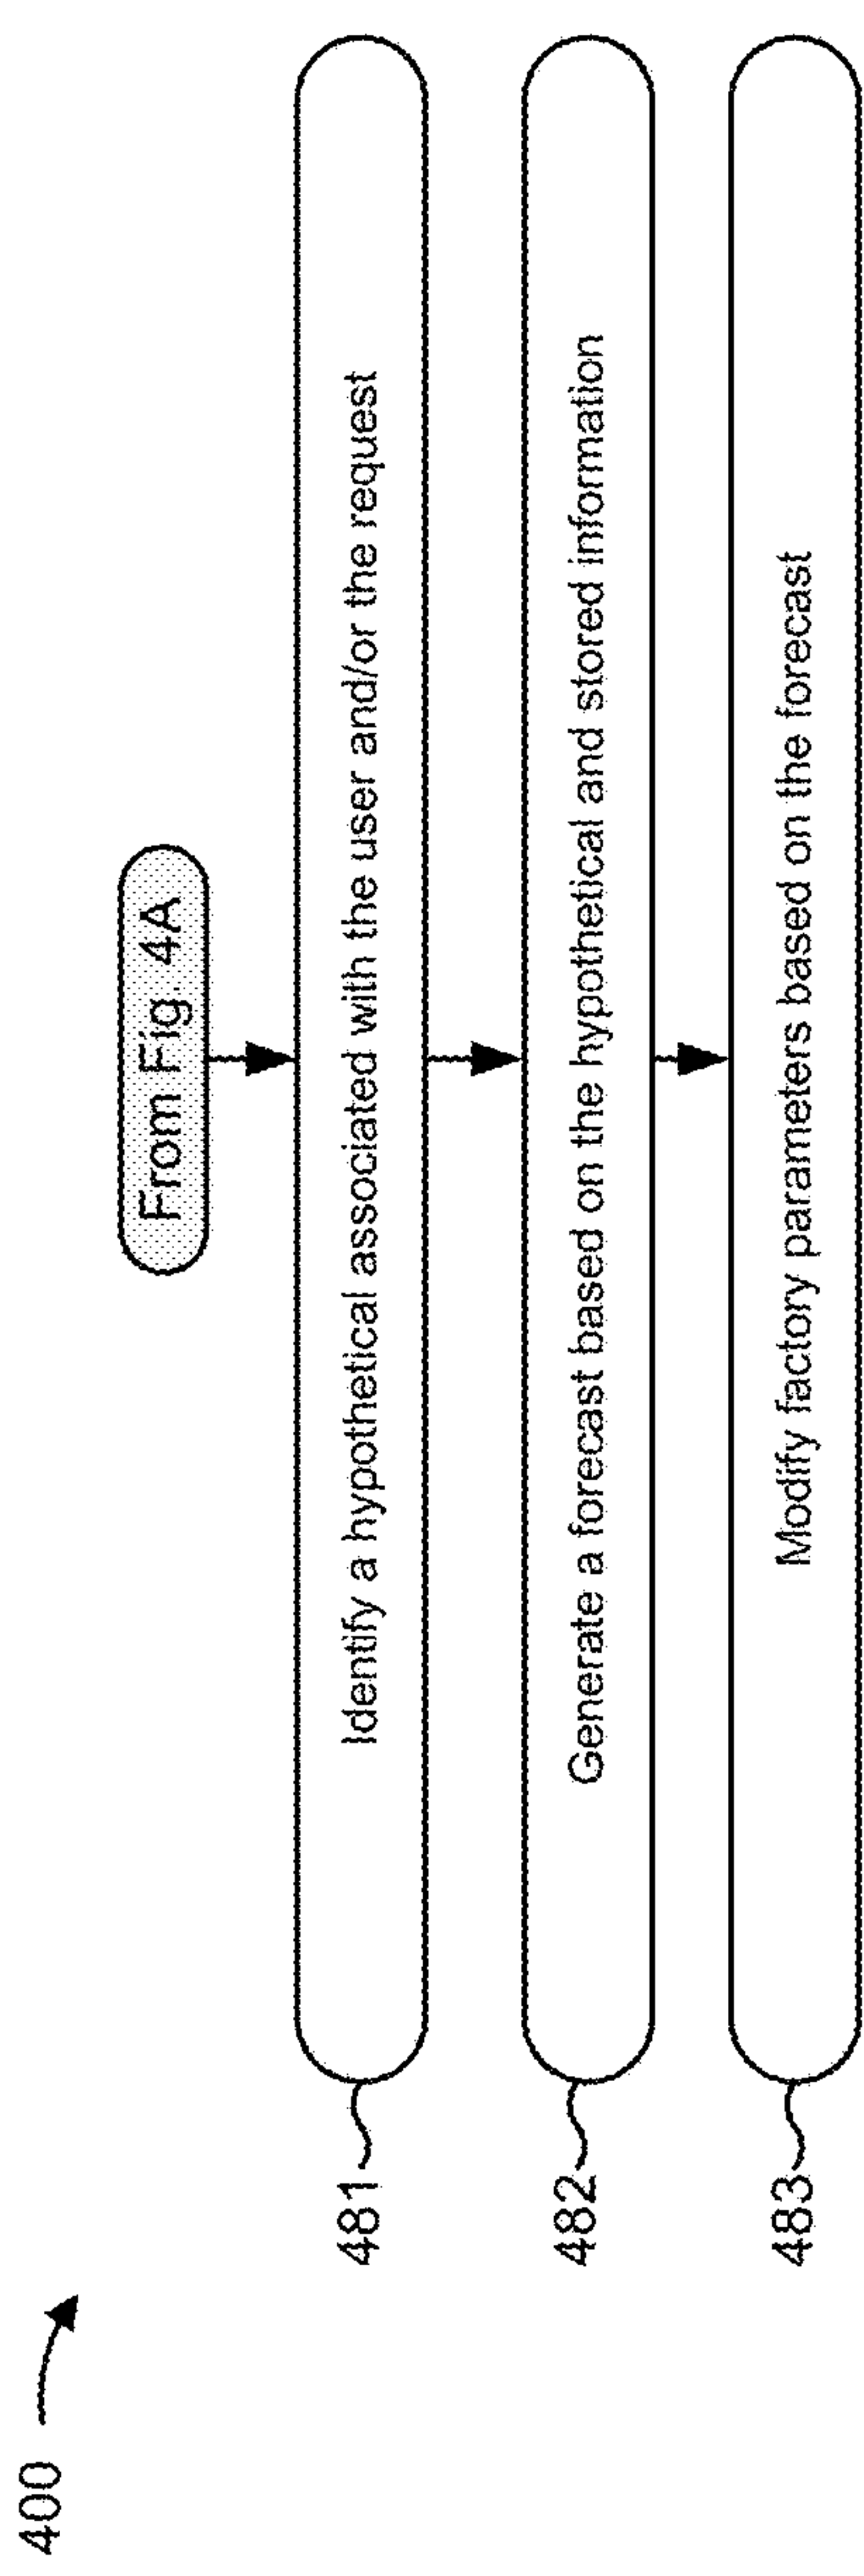 400
From Fig. 4A
481
Identify a hypothetical associated with the user and/or the request
482
Generate a forecast based on the hypothetical and stored information
483
Modify factory parameters based on the forecast